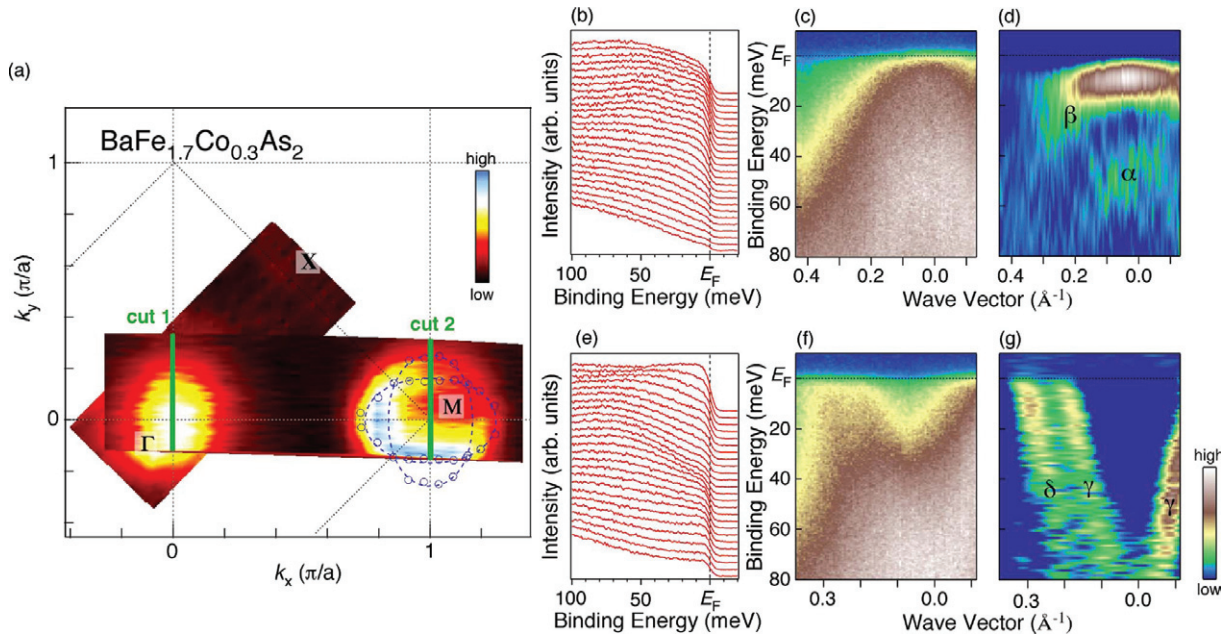 (a)
BaFe1.7Co0.3As2
high
low
1
0
ky (π/a)
X
cut 1
cut 2
Γ
M
0
1
kx (π/a)
(b)
Intensity (arb. units)
100
50
EF
Binding Energy (meV)
(c)
Binding Energy (meV)
EF
20
40
60
80
0.4
0.2
0.0
(d)
β
α
0.4
0.2
0.0
Wave Vector (Å-1)
(e)
Intensity (arb. units)
100
50
EF
Binding Energy (meV)
(f)
Binding Energy (meV)
EF
20
40
60
80
0.3
0.0
(g)
δ
γ
γ
0.3
0.0
Wave Vector (Å-1)
high
low